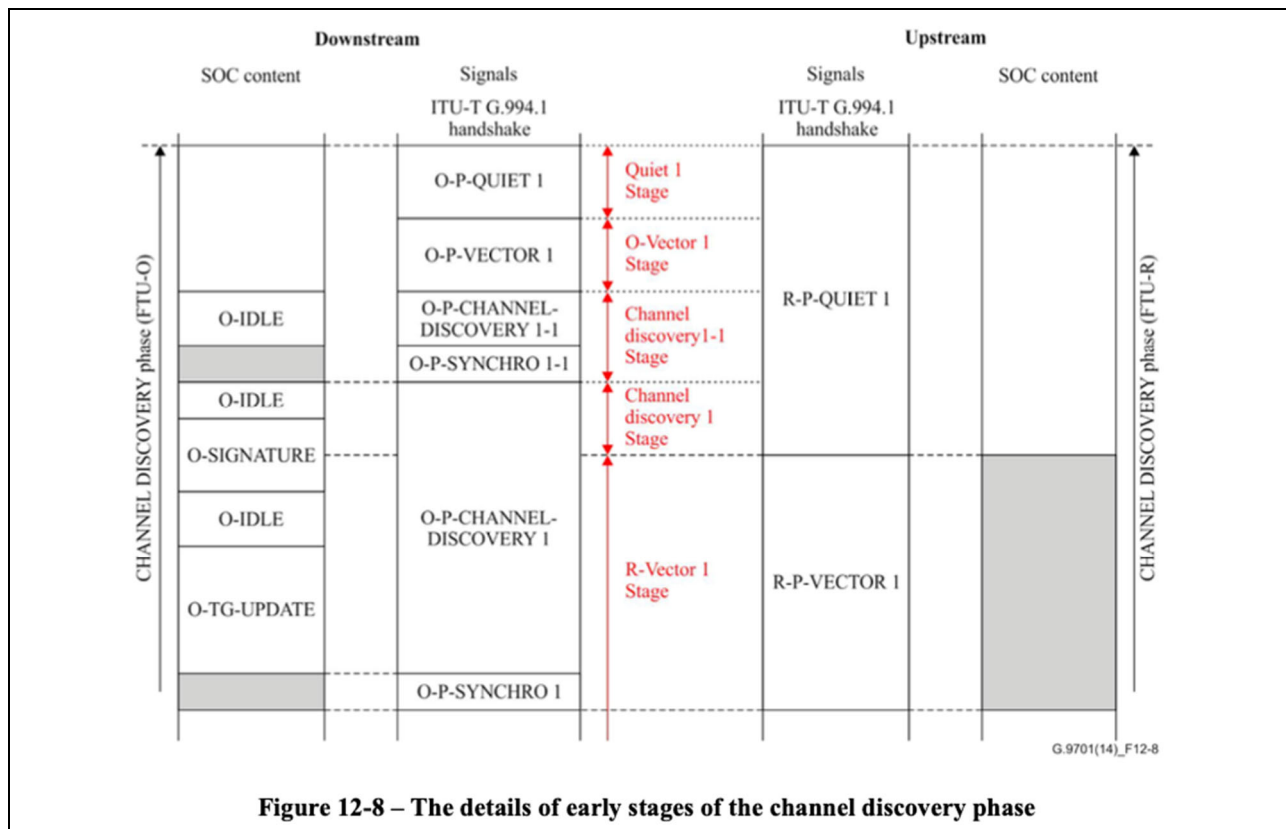 Downstream
Upstream
SOC content
Signals
Signals
SOC content
ITU-T G.994.1
handshake
ITU-T G.994.1
handshake
CHANNEL DISCOVERY phase (FTU-O)
O-IDLE
O-IDLE
O-SIGNATURE
O-IDLE
O-TG-UPDATE
O-P-QUIET 1
O-P-VECTOR 1
O-P-CHANNEL-
DISCOVERY 1-1
O-P-SYNCHRO 1-1
O-P-CHANNEL-
DISCOVERY 1
O-P-SYNCHRO 1
Quiet 1
Stage
O-Vector 1
Stage
Channel
discovery1-1
Stage
Channel
discovery 1
Stage
R-Vector 1
Stage
R-P-QUIET 1
R-P-VECTOR 1
CHANNEL DISCOVERY phase (FTU-R)
G.9701(14)_F12-8
Figure 12-8 – The details of early stages of the channel discovery phase